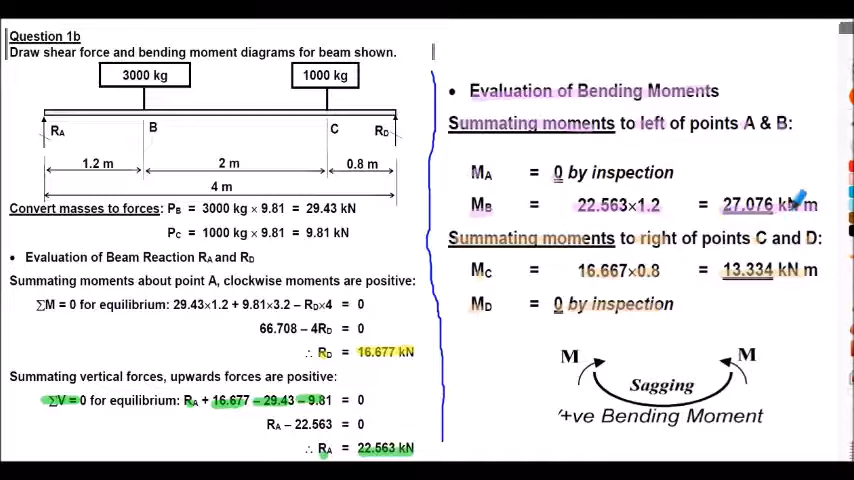 Question 1b
Draw shear force and bending moment diagrams for beam shown.
3000 kg
1000 kg
RA
B
C
RD
1.2 m
2 m
0.8 m
4 m
Convert masses to forces: PB = 3000 kg × 9.81 = 29.43 kN
PC = 1000 kg × 9.81 = 9.81 kN
• Evaluation of Beam Reaction RA and RD
Summating moments about point A, clockwise moments are positive:
∑M = 0 for equilibrium: 29.43×1.2 + 9.81×3.2 – RD×4 = 0
66.708 – 4RD = 0
∴ RD = 16.677 kN
Summating vertical forces, upwards forces are positive:
∑V = 0 for equilibrium: RA + 16.677 – 29.43 – 9.81 = 0
RA – 22.563 = 0
∴ RA = 22.563 kN
• Evaluation of Bending Moments
Summating moments to left of points A & B:
MA = 0 by inspection
MB = 22.563×1.2 = 27.076 kN m
Summating moments to right of points C and D:
MC = 16.667×0.8 = 13.334 kN m
MD = 0 by inspection
M
M
Sagging
'+ve Bending Moment